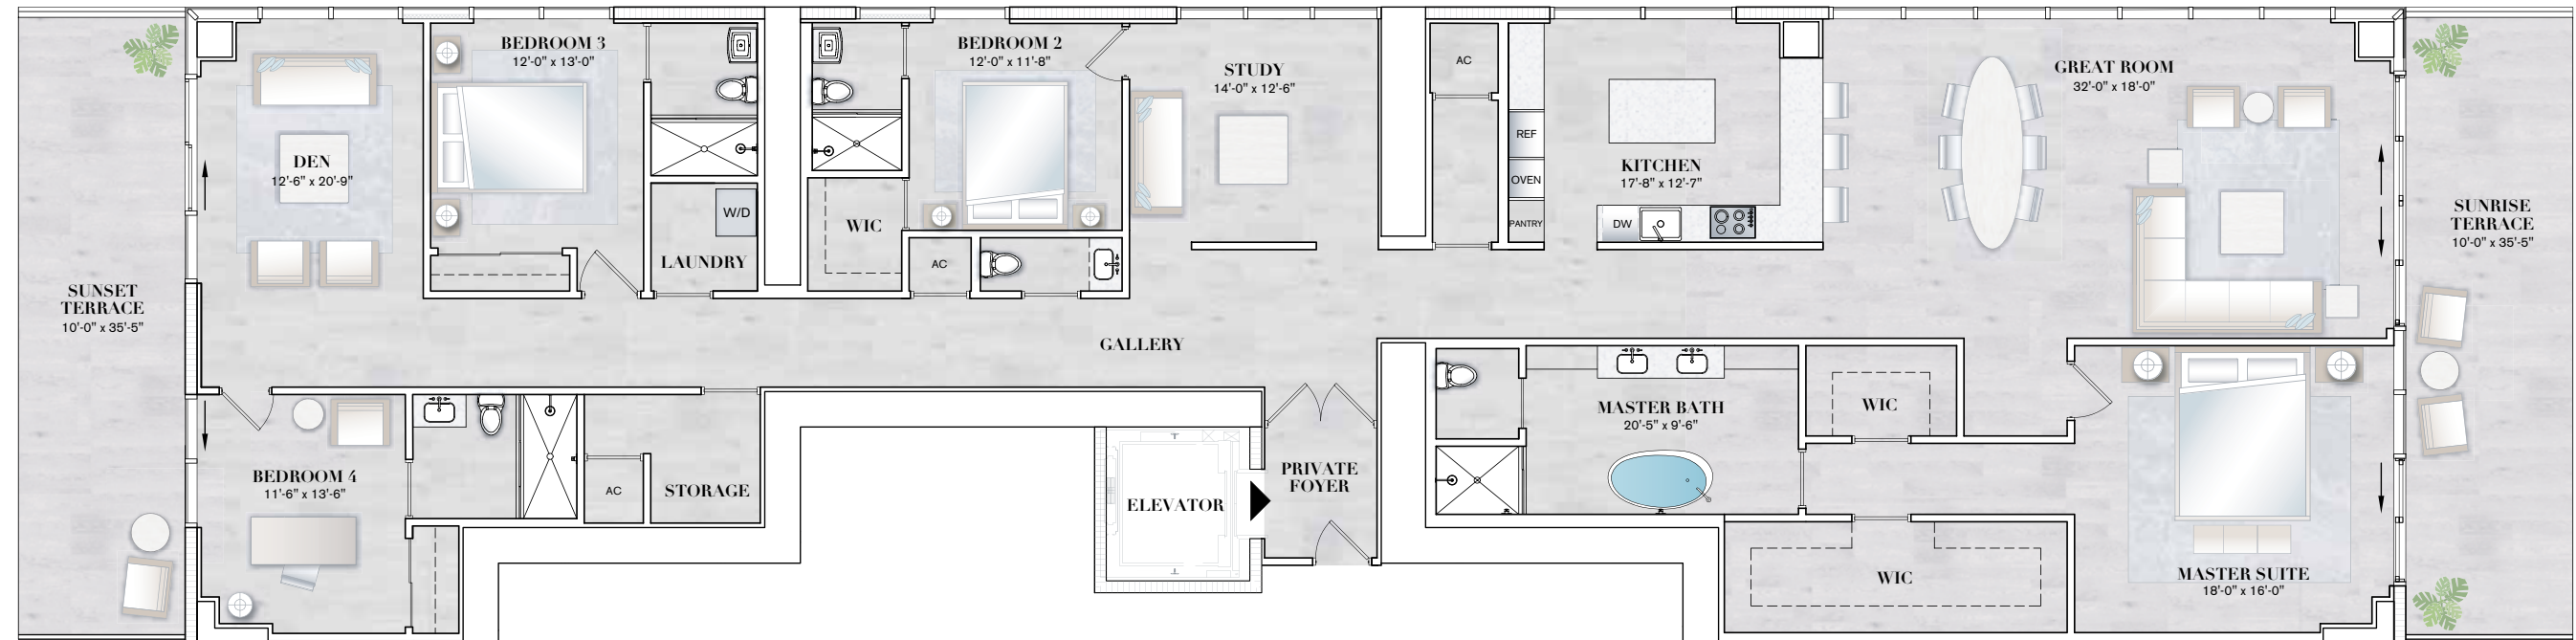 SUNSET
TERRACE
10'-0" x 35'-5"
DEN
12'-6" x 20'-9"
BEDROOM 3
12'-0" x 13'-0"
W/D
LAUNDRY
WIC
BEDROOM 2
12'-0" x 11'-8"
AC
STUDY
14'-0" x 12'-6"
AC
REF
OVEN
PANTRY
KITCHEN
17'-8" x 12'-7"
DW
GREAT ROOM
32'-0" x 18'-0"
SUNRISE
TERRACE
10'-0" x 35'-5"
GALLERY
BEDROOM 4
11'-6" x 13'-6"
AC
STORAGE
ELEVATOR
PRIVATE
FOYER
MASTER BATH
20'-5" x 9'-6"
WIC
WIC
MASTER SUITE
18'-0" x 16'-0"